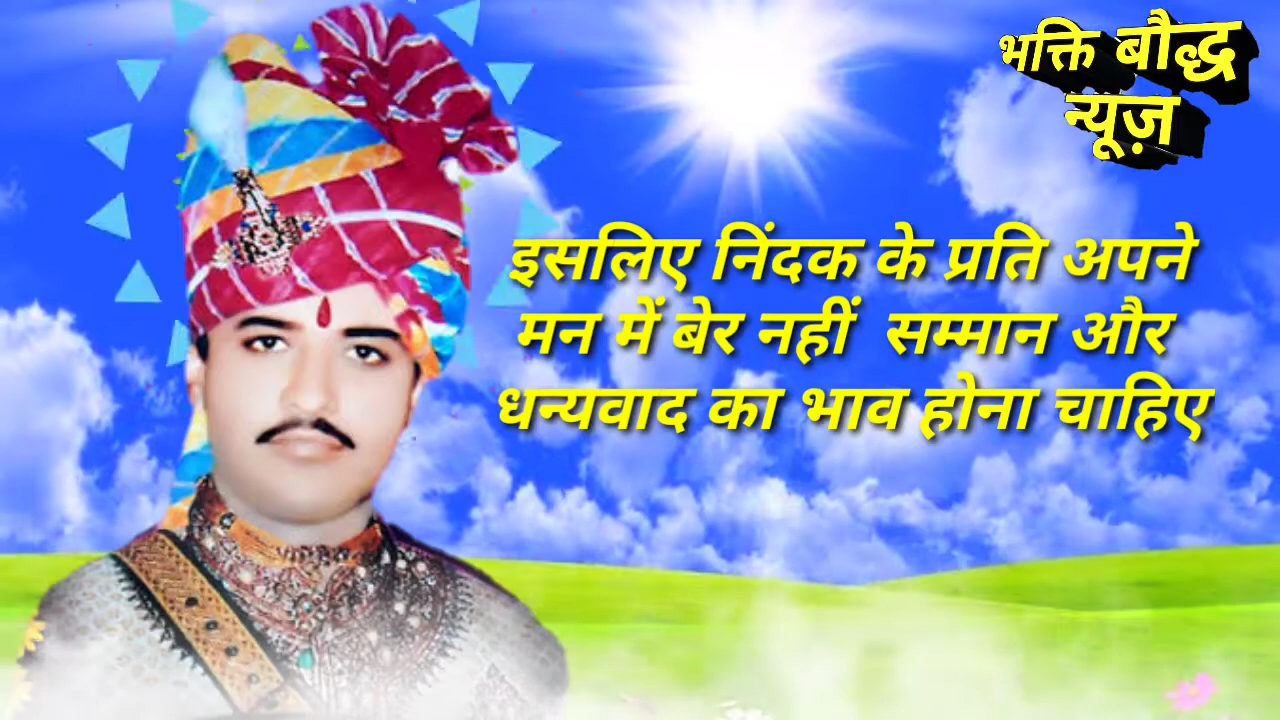 भक्ति बौद्ध
न्यूज़
इसलिए निंदक के प्रति अपने
मन में बेर नहीं सम्मान और
धन्यवाद का भाव होना चाहिए